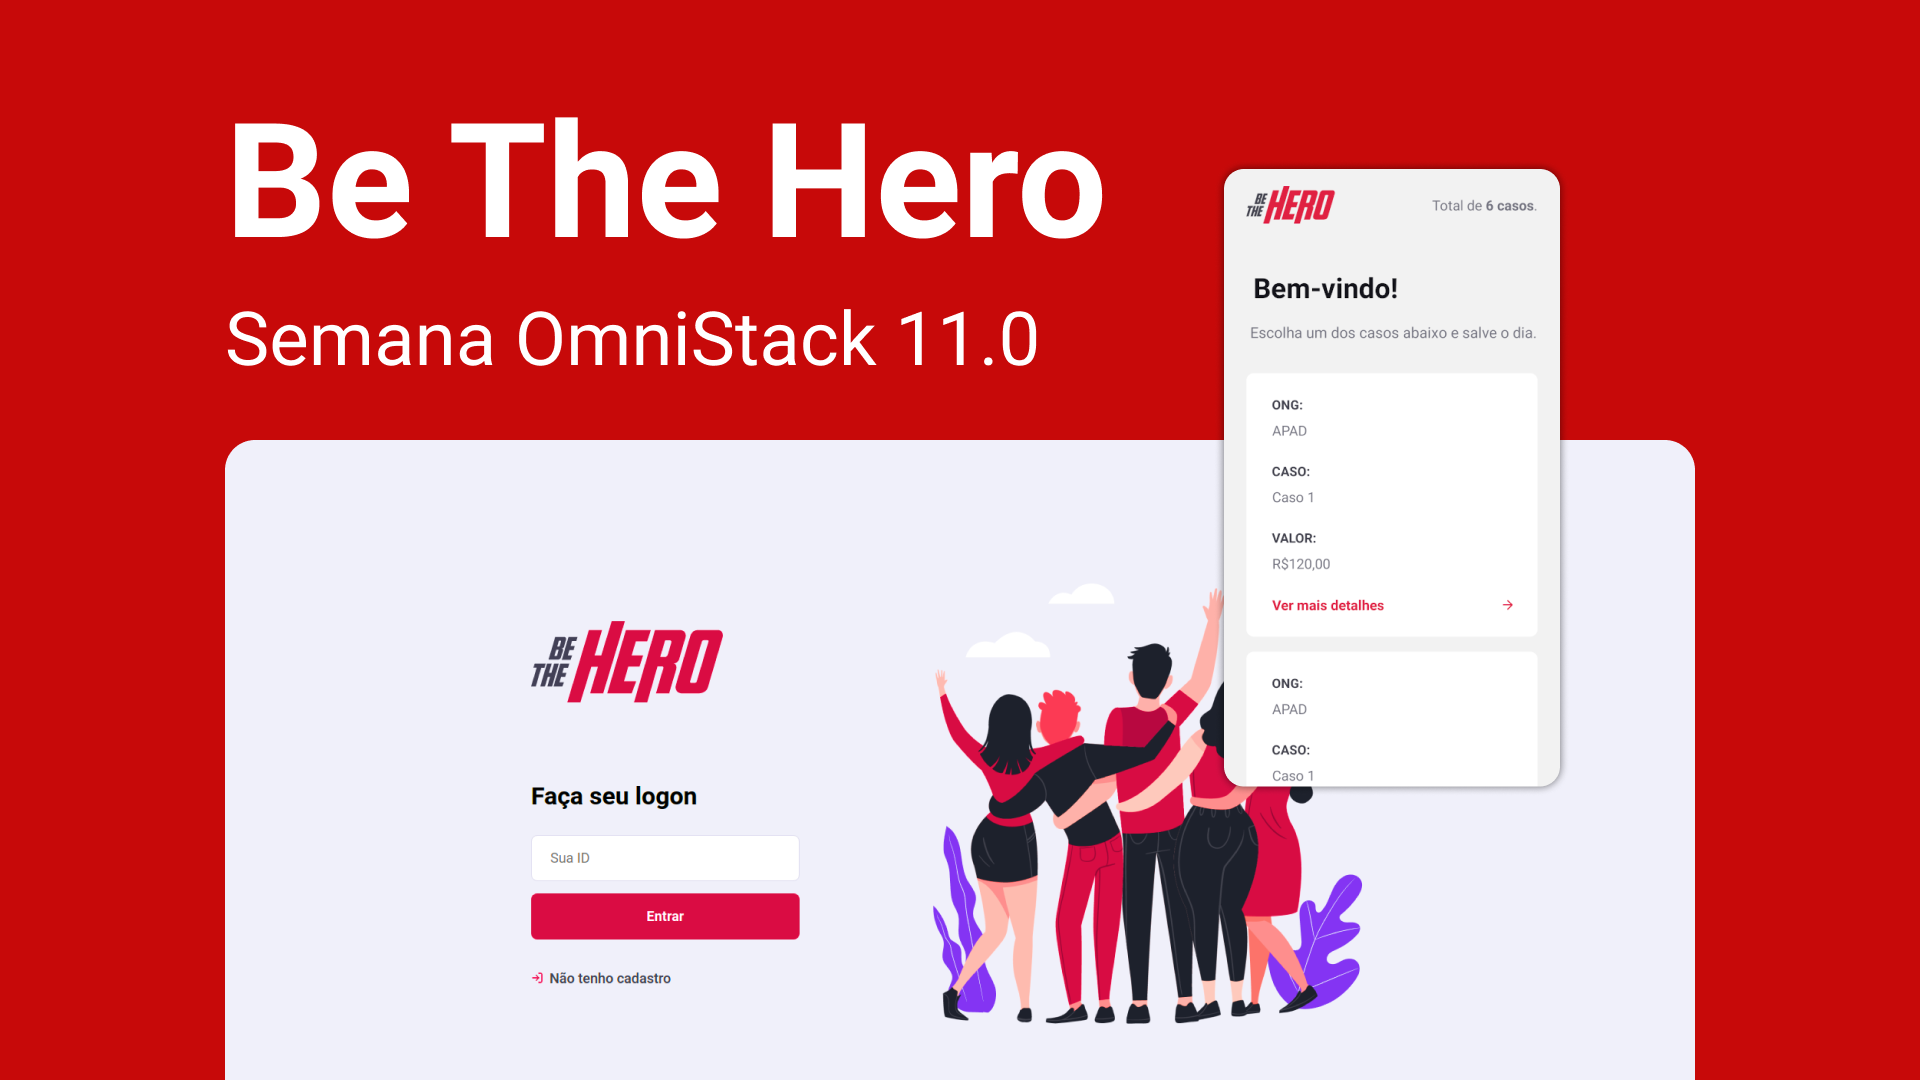 Be The Hero
Semana OmniStack 11.0
BE THE HERO
Total de 6 casos.
Bem-vindo!
Escolha um dos casos abaixo e salve o dia.
ONG:
APAD
CASO:
Caso 1
VALOR:
R$120,00
Ver mais detalhes
ONG:
APAD
CASO:
Caso 1
BE THE HERO
Faça seu logon
Sua ID
Entrar
Não tenho cadastro